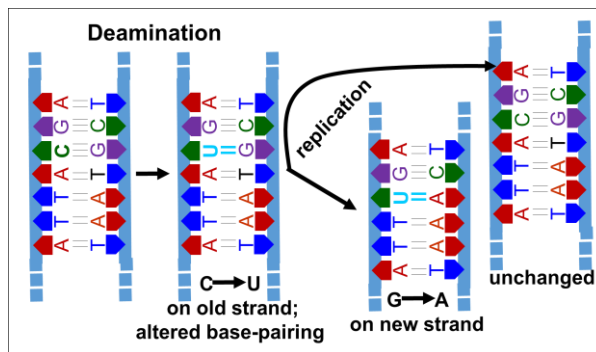 Deamination
A T
G C
C G
A T
T A
T A
A T
A T
G C
U G
A T
T A
T A
A T
C U
on old strand;
altered base-pairing
replication
A T
G C
U A
T A
T A
A T
G A
on new strand
A T
G C
C G
A T
T A
T A
A T
unchanged